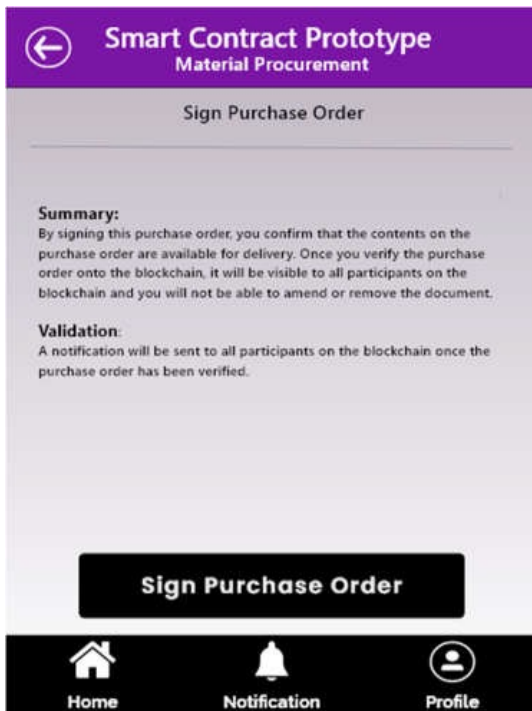 Smart Contract Prototype
Material Procurement
Sign Purchase Order
Summary:
By signing this purchase order, you confirm that the contents on the
purchase order are available for delivery. Once you verify the purchase
order onto the blockchain, it will be visible to all participants on the
blockchain and you will not be able to amend or remove the document.
Validation:
A notification will be sent to all participants on the blockchain once the
purchase order has been verified.
Sign Purchase Order
Home Notification Profile